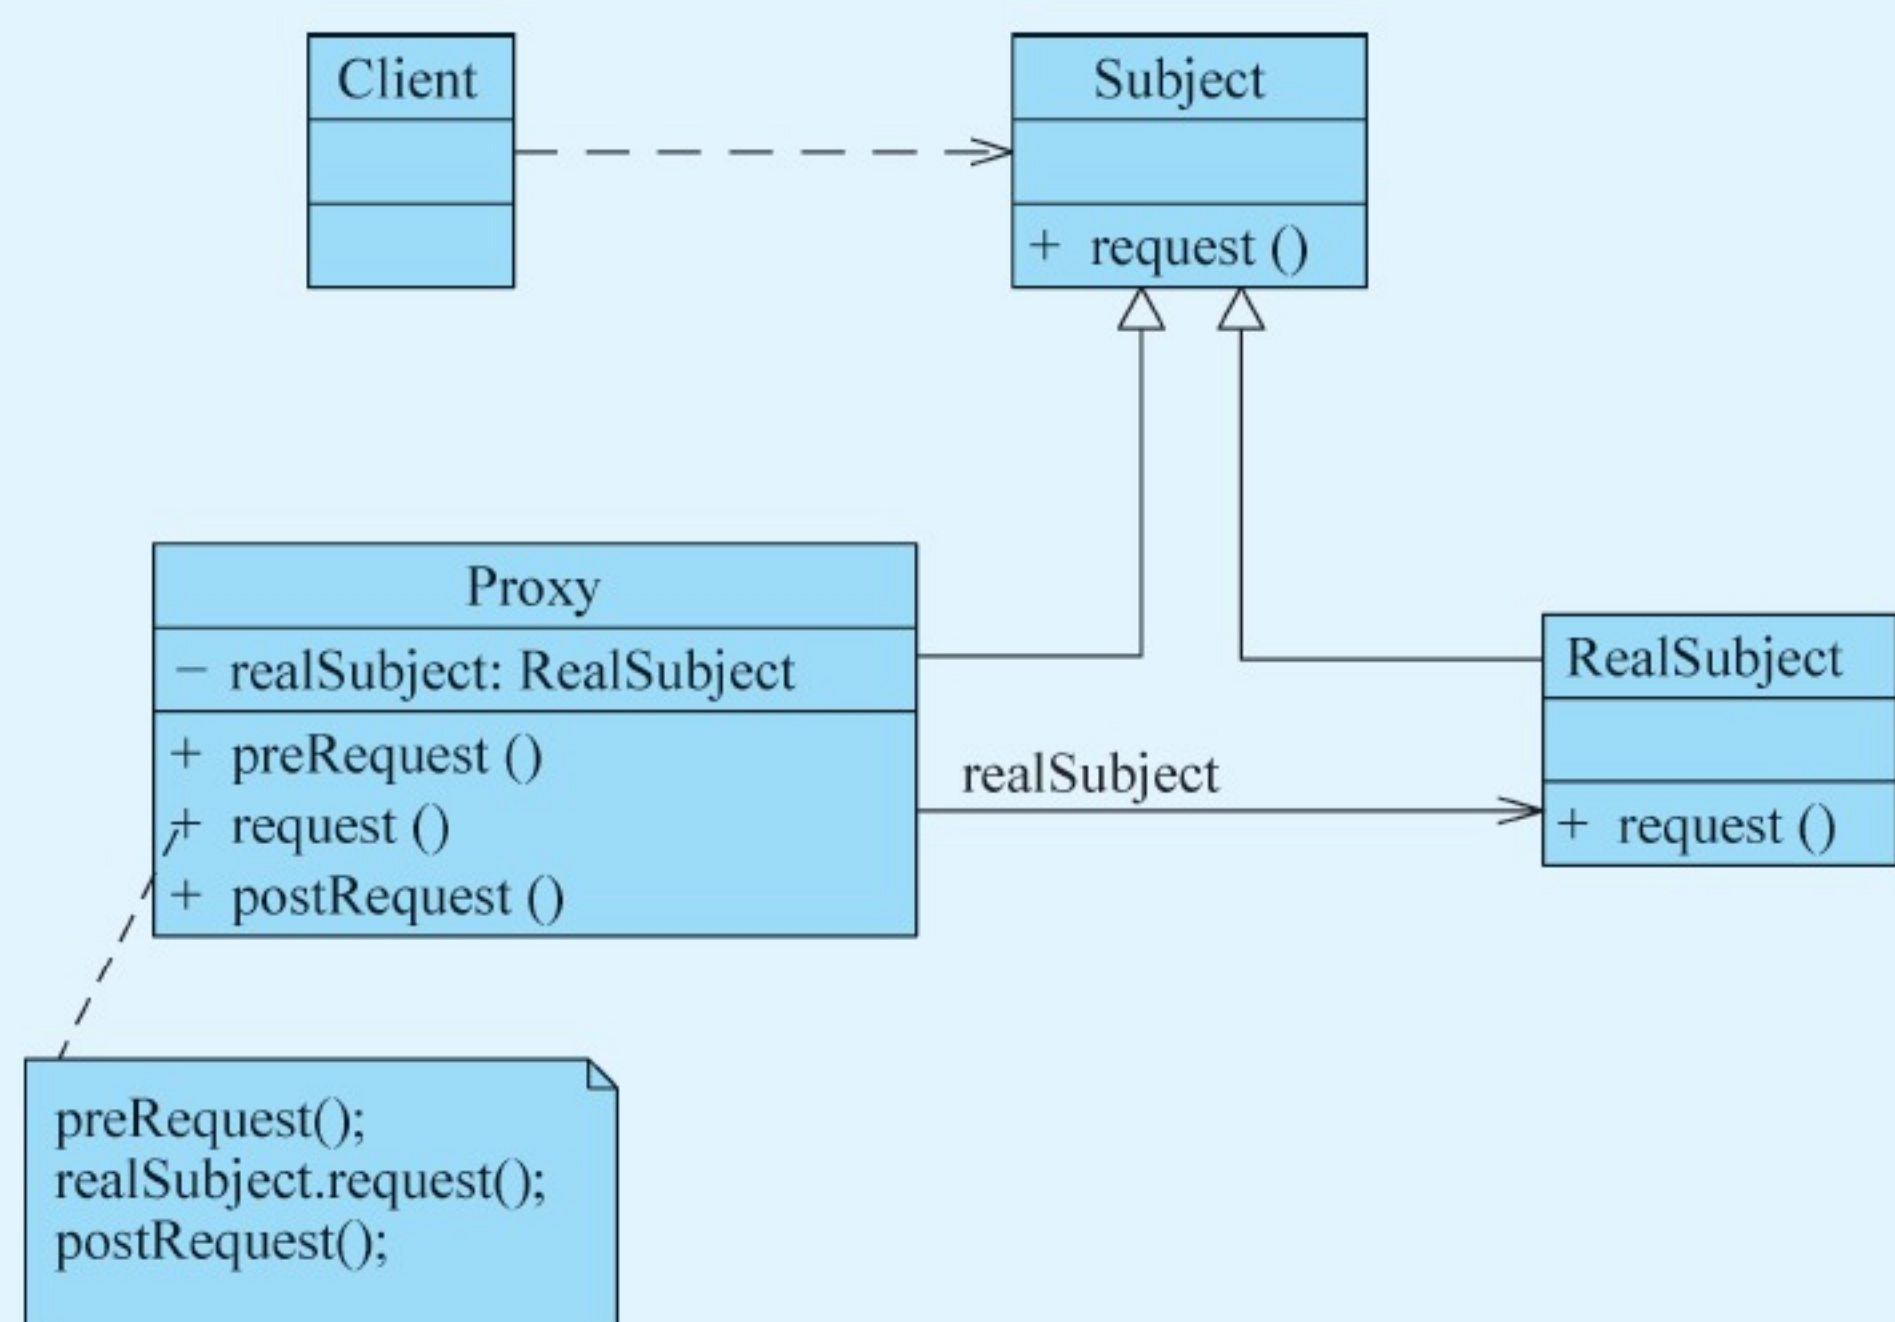 Client
Subject
+ request ()
Proxy
− realSubject: RealSubject
+ preRequest ()
+ request ()
+ postRequest ()
realSubject
RealSubject
+ request ()
preRequest();
realSubject.request();
postRequest();